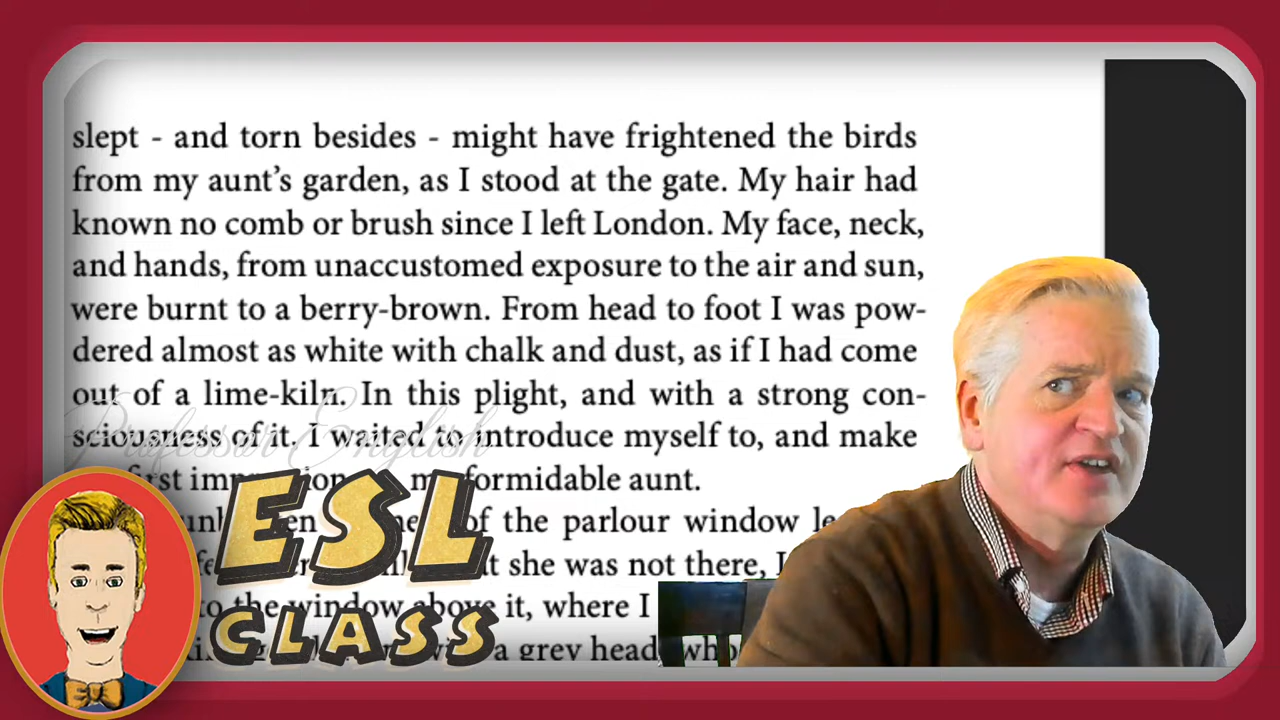 slept - and torn besides - might have frightened the birds
from my aunt's garden, as I stood at the gate. My hair had
known no comb or brush since I left London. My face, neck,
and hands, from unaccustomed exposure to the air and sun,
were burnt to a berry-brown. From head to foot I was pow-
dered almost as white with chalk and dust, as if I had come
out of a lime-kiln. In this plight, and with a strong con-
sciousness of it, I waited to introduce myself to, and make
formidable aunt.
of the parlour window
she was not there, I
to the window above it, where I
a grey head, who
Professor English
ESL
CLASS